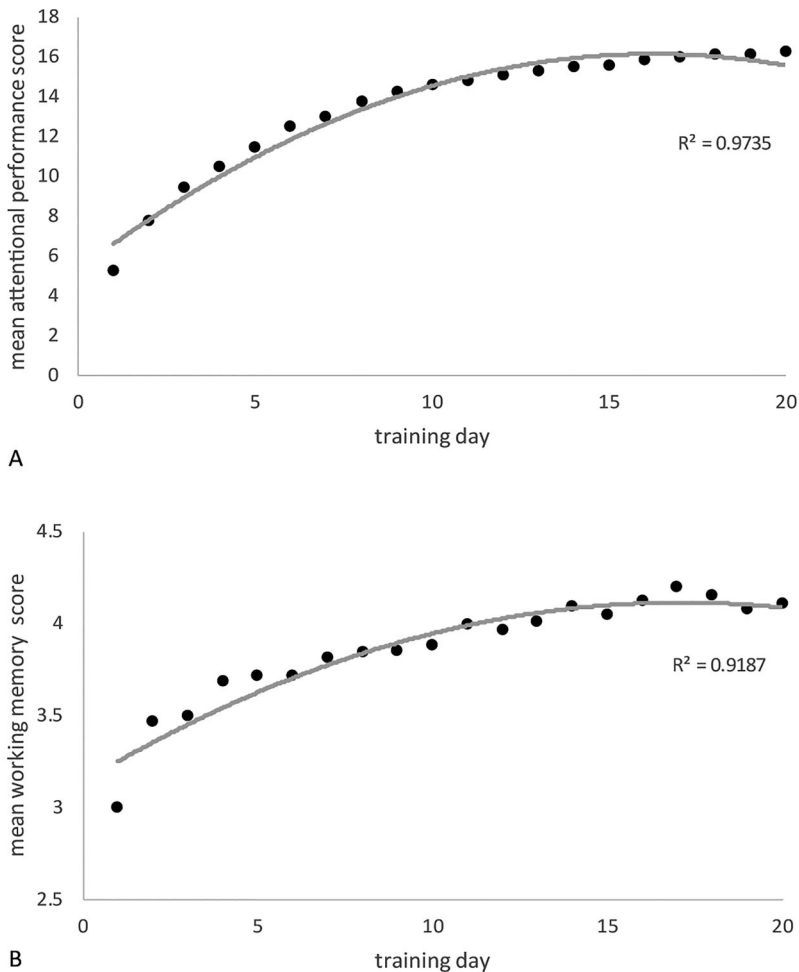 18
16
14
12
10
8
6
4
2
0
mean attentional performance score
R² = 0.9735
0 5 10 15 20
training day
A
4.5
4
3.5
3
2.5
mean working memory score
R² = 0.9187
0 5 10 15 20
training day
B